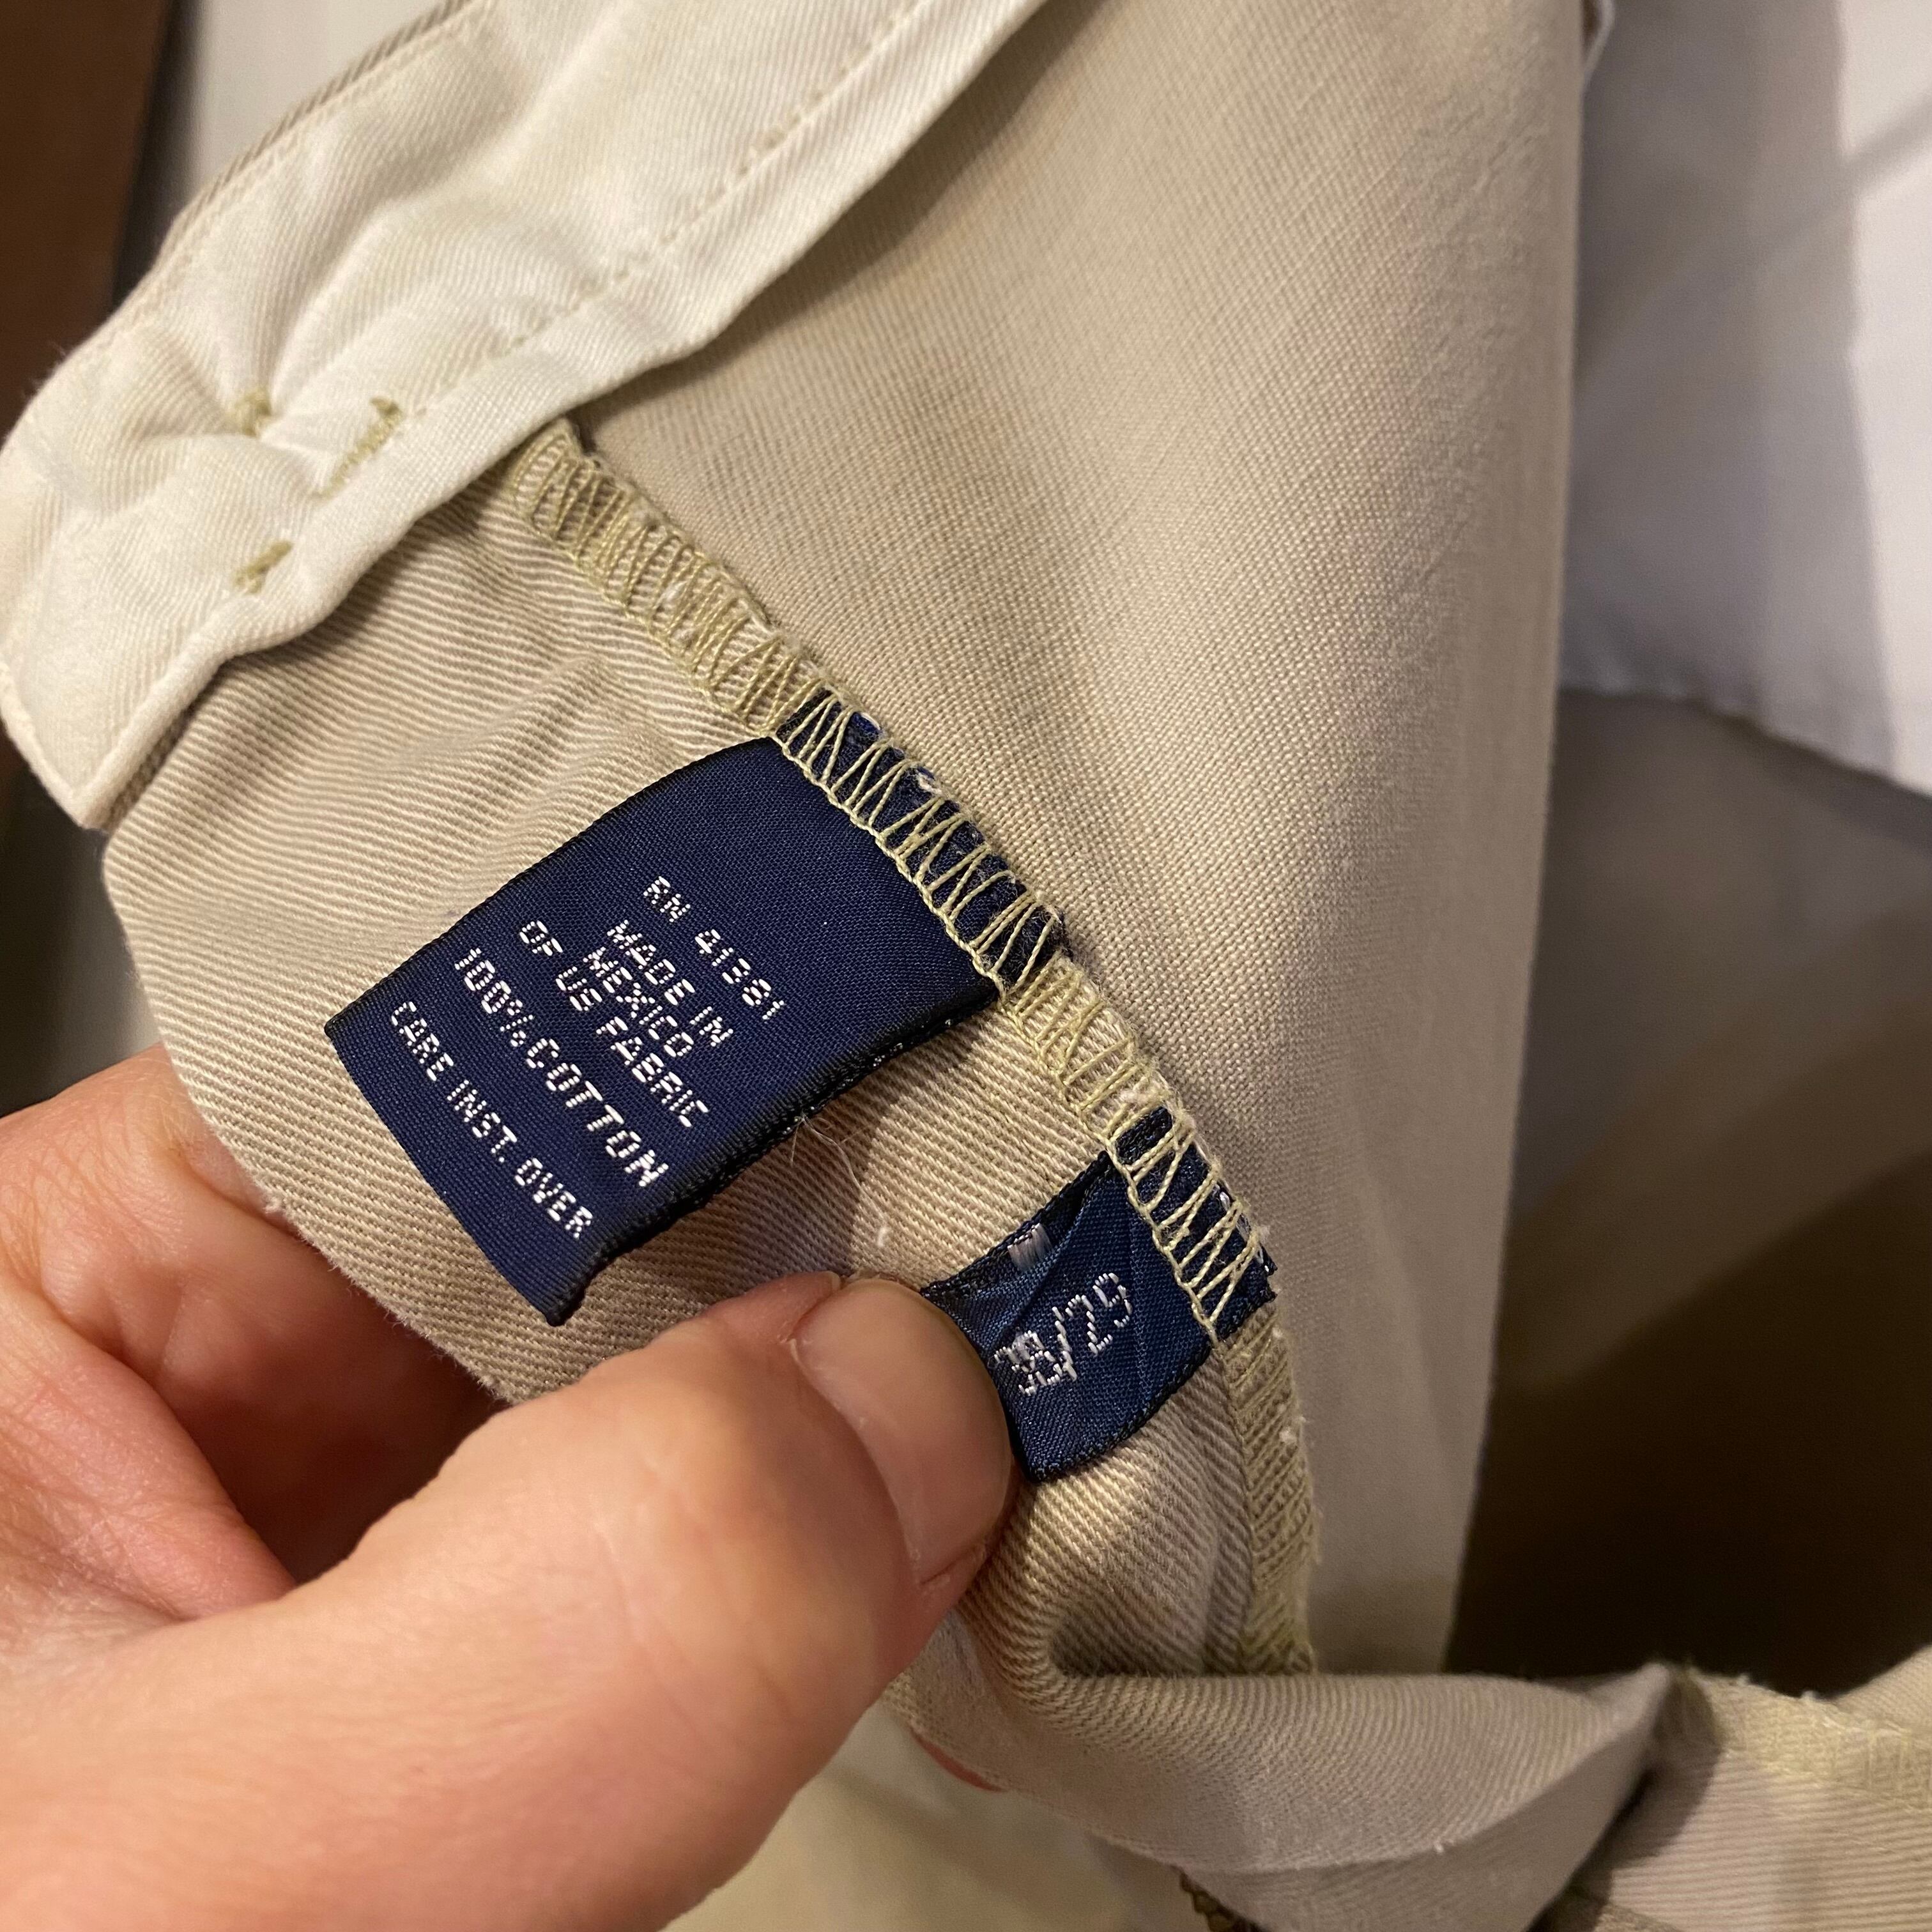 RN 41381
MADE IN
MEXICO
OF US FABRIC
100% COTTON
CARE INST. OVER